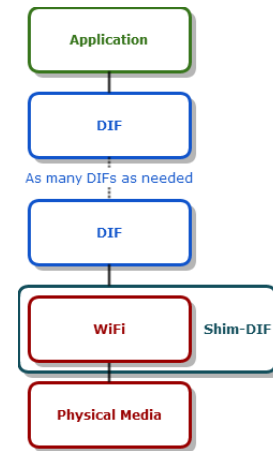 Application
DIF
As many DIFs as needed
DIF
WiFi Shim-DIF
Physical Media